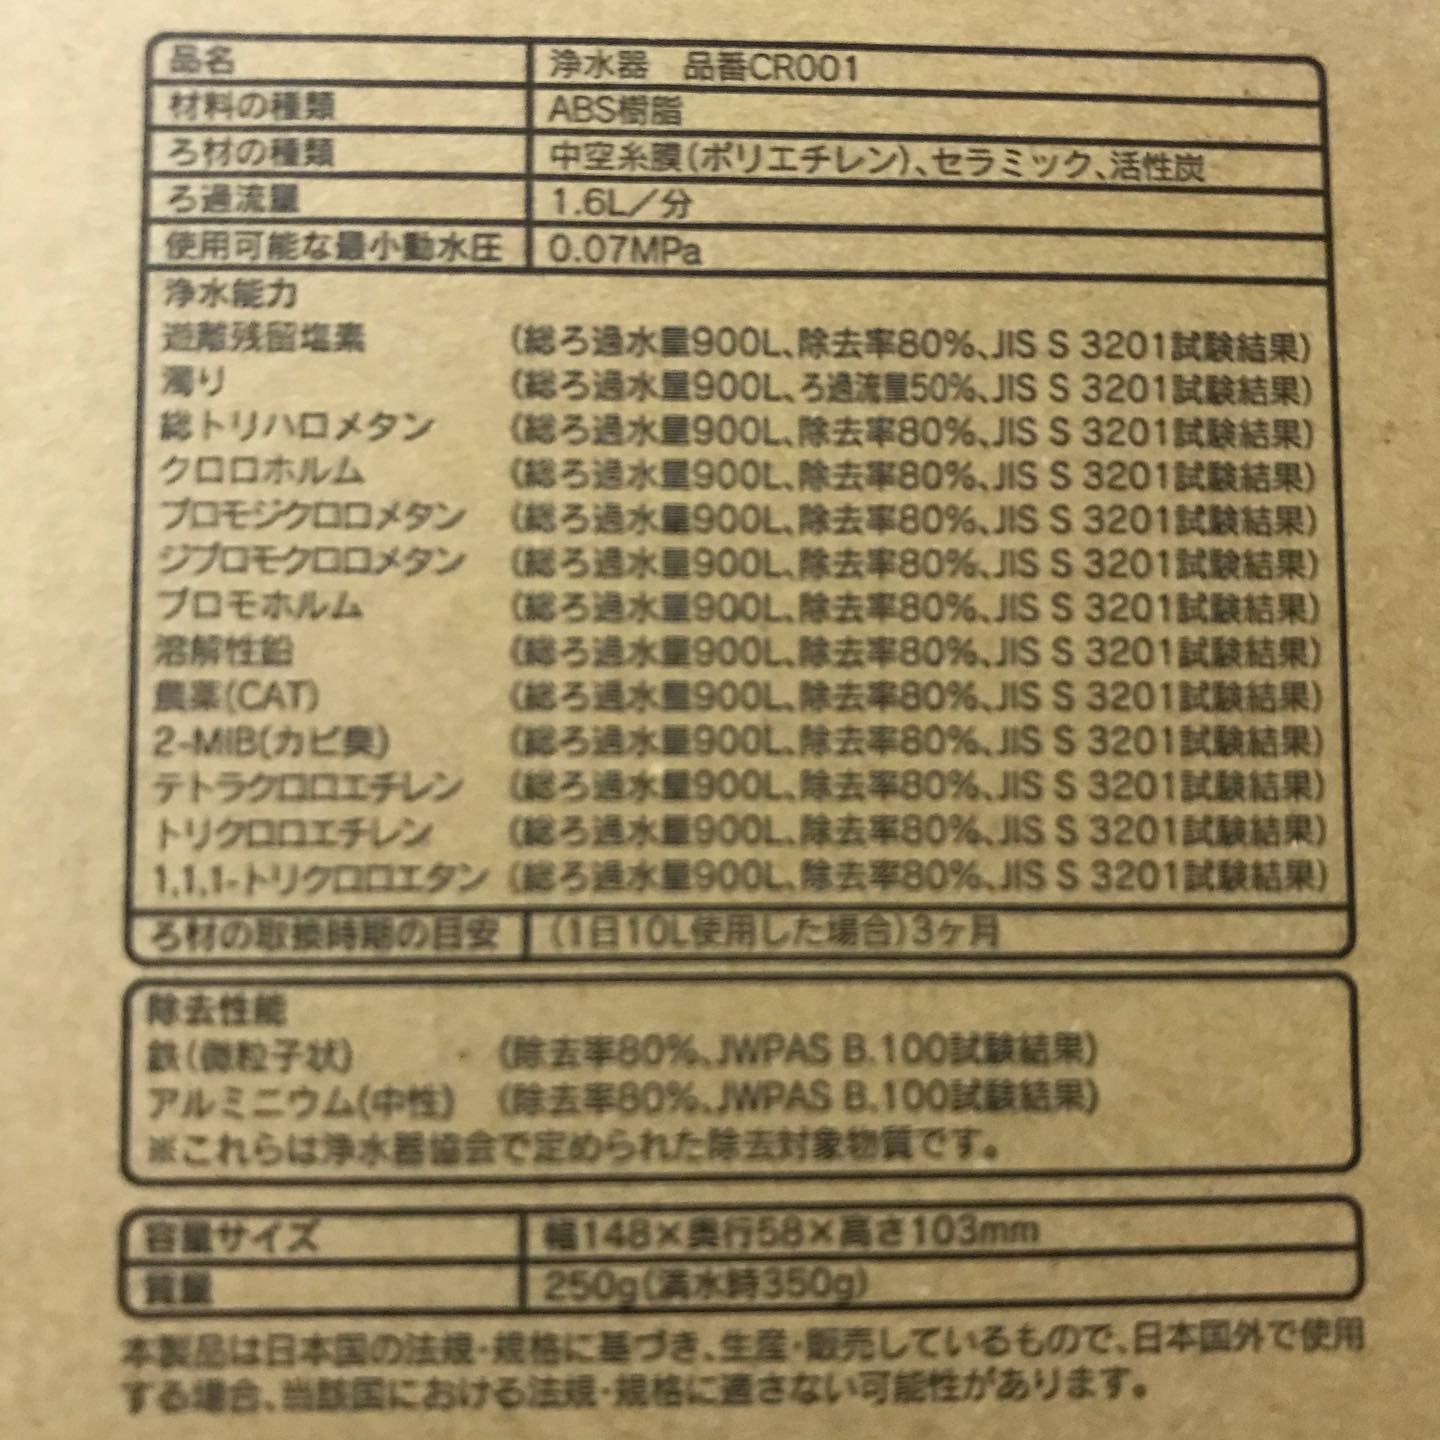 品名 浄水器 品番CR001
材料の種類 ABS樹脂
ろ材の種類 中空糸膜(ポリエチレン)、セラミック、活性炭
ろ過流量 1.6L／分
使用可能な最小動水圧 0.07MPa
浄水能力
遊離残留塩素 (総ろ過水量900L、除去率80%、JIS S 3201試験結果)
濁り (総ろ過水量900L、ろ過流量50%、JIS S 3201試験結果)
総トリハロメタン (総ろ過水量900L、除去率80%、JIS S 3201試験結果)
クロロホルム (総ろ過水量900L、除去率80%、JIS S 3201試験結果)
ブロモジクロロメタン (総ろ過水量900L、除去率80%、JIS S 3201試験結果)
ジブロモクロロメタン (総ろ過水量900L、除去率80%、JIS S 3201試験結果)
ブロモホルム (総ろ過水量900L、除去率80%、JIS S 3201試験結果)
溶解性鉛 (総ろ過水量900L、除去率80%、JIS S 3201試験結果)
農薬(CAT) (総ろ過水量900L、除去率80%、JIS S 3201試験結果)
2-MIB(カビ臭) (総ろ過水量900L、除去率80%、JIS S 3201試験結果)
テトラクロロエチレン (総ろ過水量900L、除去率80%、JIS S 3201試験結果)
トリクロロエチレン (総ろ過水量900L、除去率80%、JIS S 3201試験結果)
1,1,1-トリクロロエタン (総ろ過水量900L、除去率80%、JIS S 3201試験結果)
ろ材の取換時期の目安 (1日10L使用した場合)3ヶ月
除去性能
鉄(微粒子状) (除去率80%、JWPAS B.100試験結果)
アルミニウム(中性) (除去率80%、JWPAS B.100試験結果)
※これらは浄水器協会で定められた除去対象物質です。
容量サイズ 幅148×奥行58×高さ103mm
質量 250g(満水時350g)
本製品は日本国の法規・規格に基づき、生産・販売しているもので、日本国外で使用
する場合、当該国における法規・規格に適さない可能性があります。